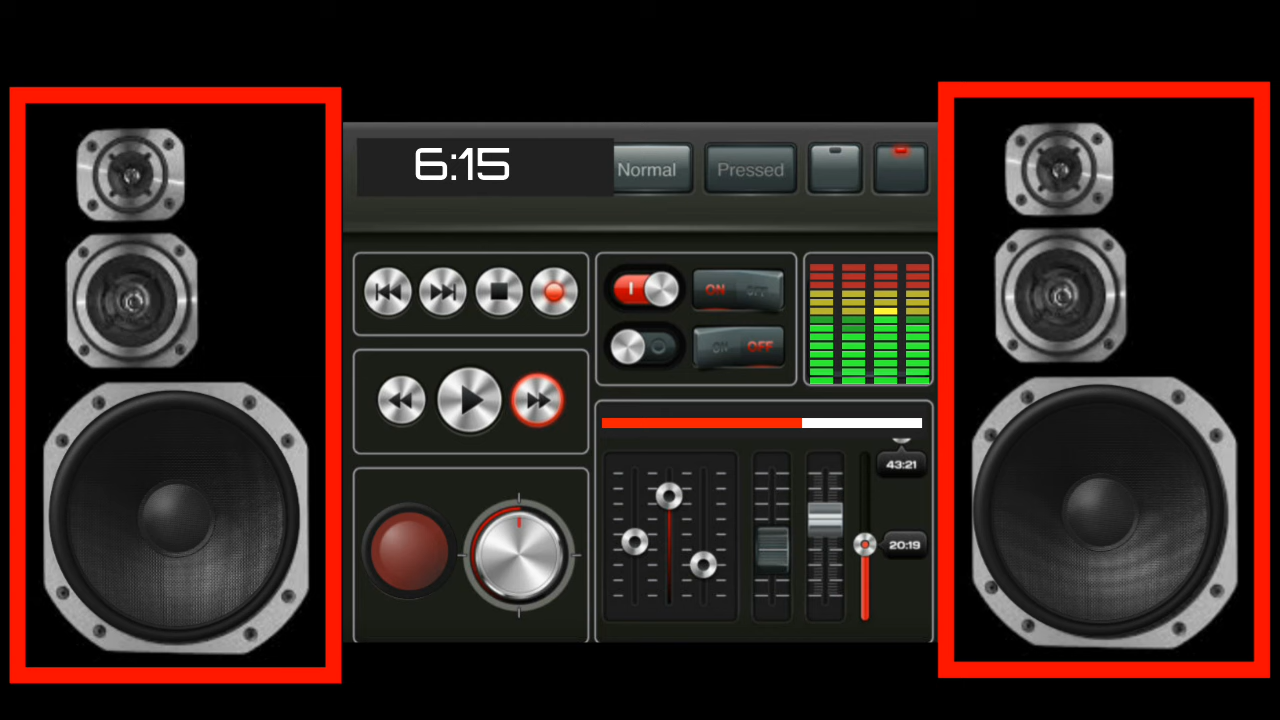 6:15
Normal
Pressed
I
ON OFF
ON OFF
43:21
20:19